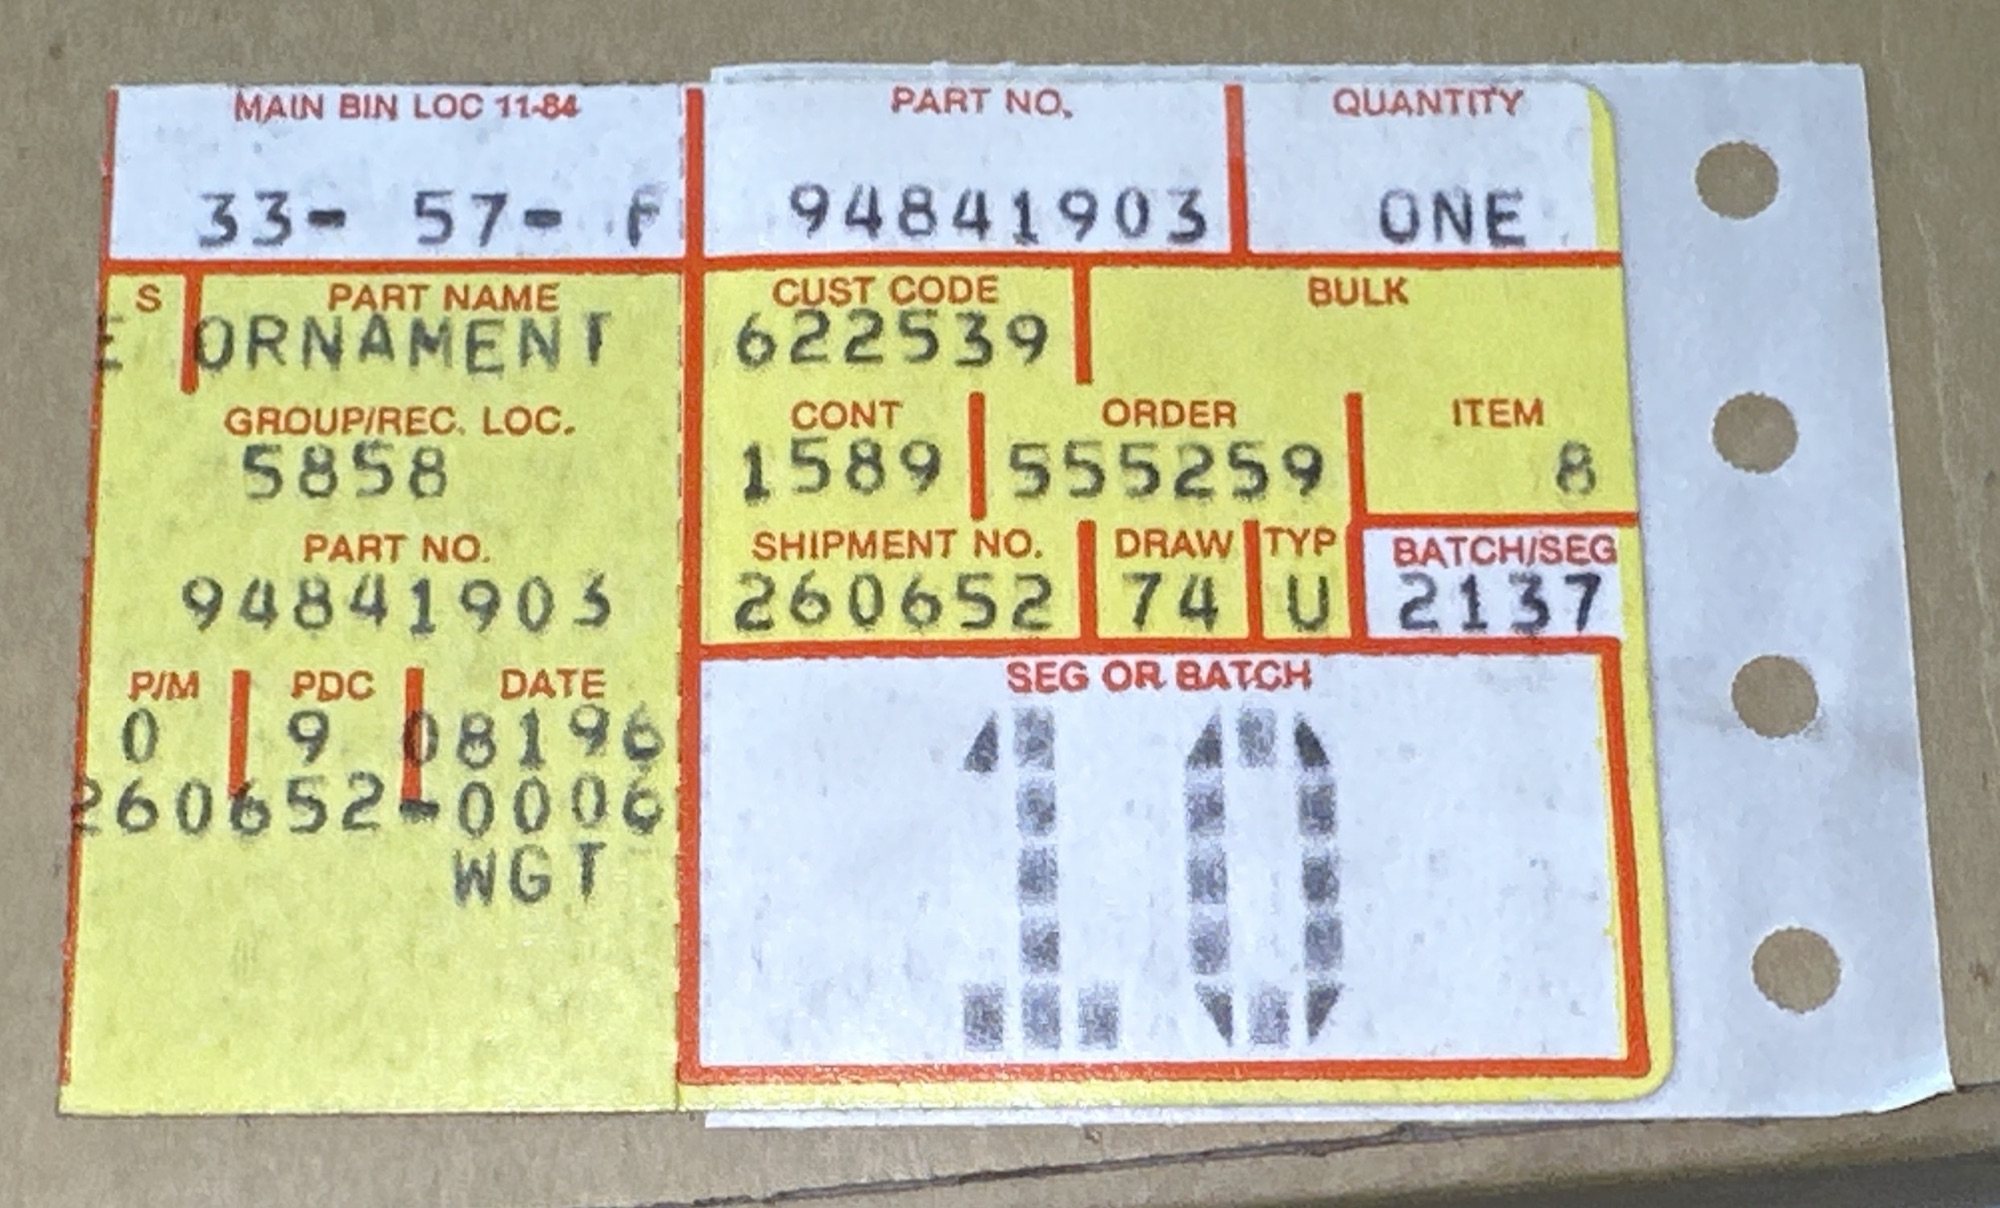 MAIN BIN LOC 11-84 PART NO. QUANTITY
33- 57- F 94841903 ONE
S PART NAME CUST CODE BULK
E ORNAMENT 622539
GROUP/REC. LOC. CONT ORDER ITEM
5858 1589 555259 8
PART NO. SHIPMENT NO. DRAW TYP BATCH/SEG
94841903 260652 74 U 2137
P/M PDC DATE SEG OR BATCH
0 9 08196 10
260652-0006
WGT